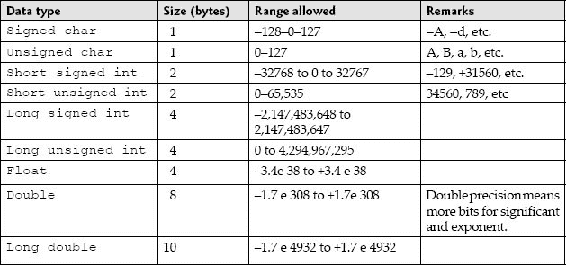 Data type Size (bytes) Range allowed Remarks
Signed char 1 –128–0–127 –A, –d, etc.
Unsigned char 1 0–127 A, B, a, b, etc.
Short signed int 2 –32768 to 0 to 32767 –129, +31560, etc.
Short unsigned int 2 0–65,535 34560, 789, etc
Long signed int 4 –2,147,483,648 to
2,147,483,647
Long unsigned int 4 0 to 4,294,967,295
Float 4 –3.4e 38 to +3.4 e 38
Double 8 –1.7 e 308 to +1.7e 308 Double precision means
more bits for significant
and exponent.
Long double 10 –1.7 e 4932 to +1.7 e 4932